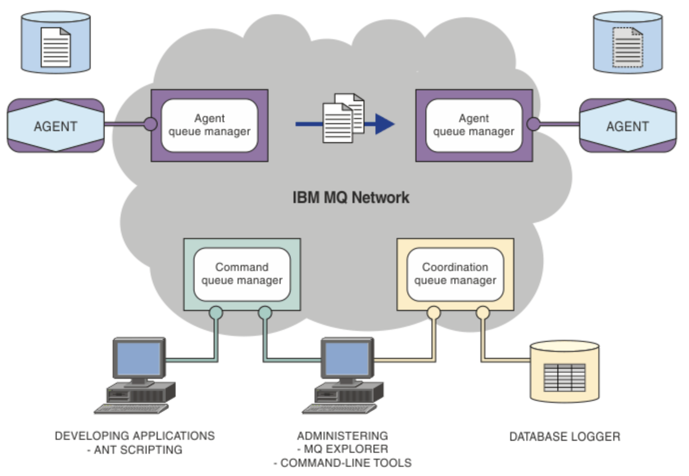 AGENT
Agent
queue manager
Agent
queue manager
AGENT
IBM MQ Network
Command
queue manager
Coordination
queue manager
DEVELOPING APPLICATIONS
- ANT SCRIPTING
ADMINISTERING
- MQ EXPLORER
- COMMAND-LINE TOOLS
DATABASE LOGGER